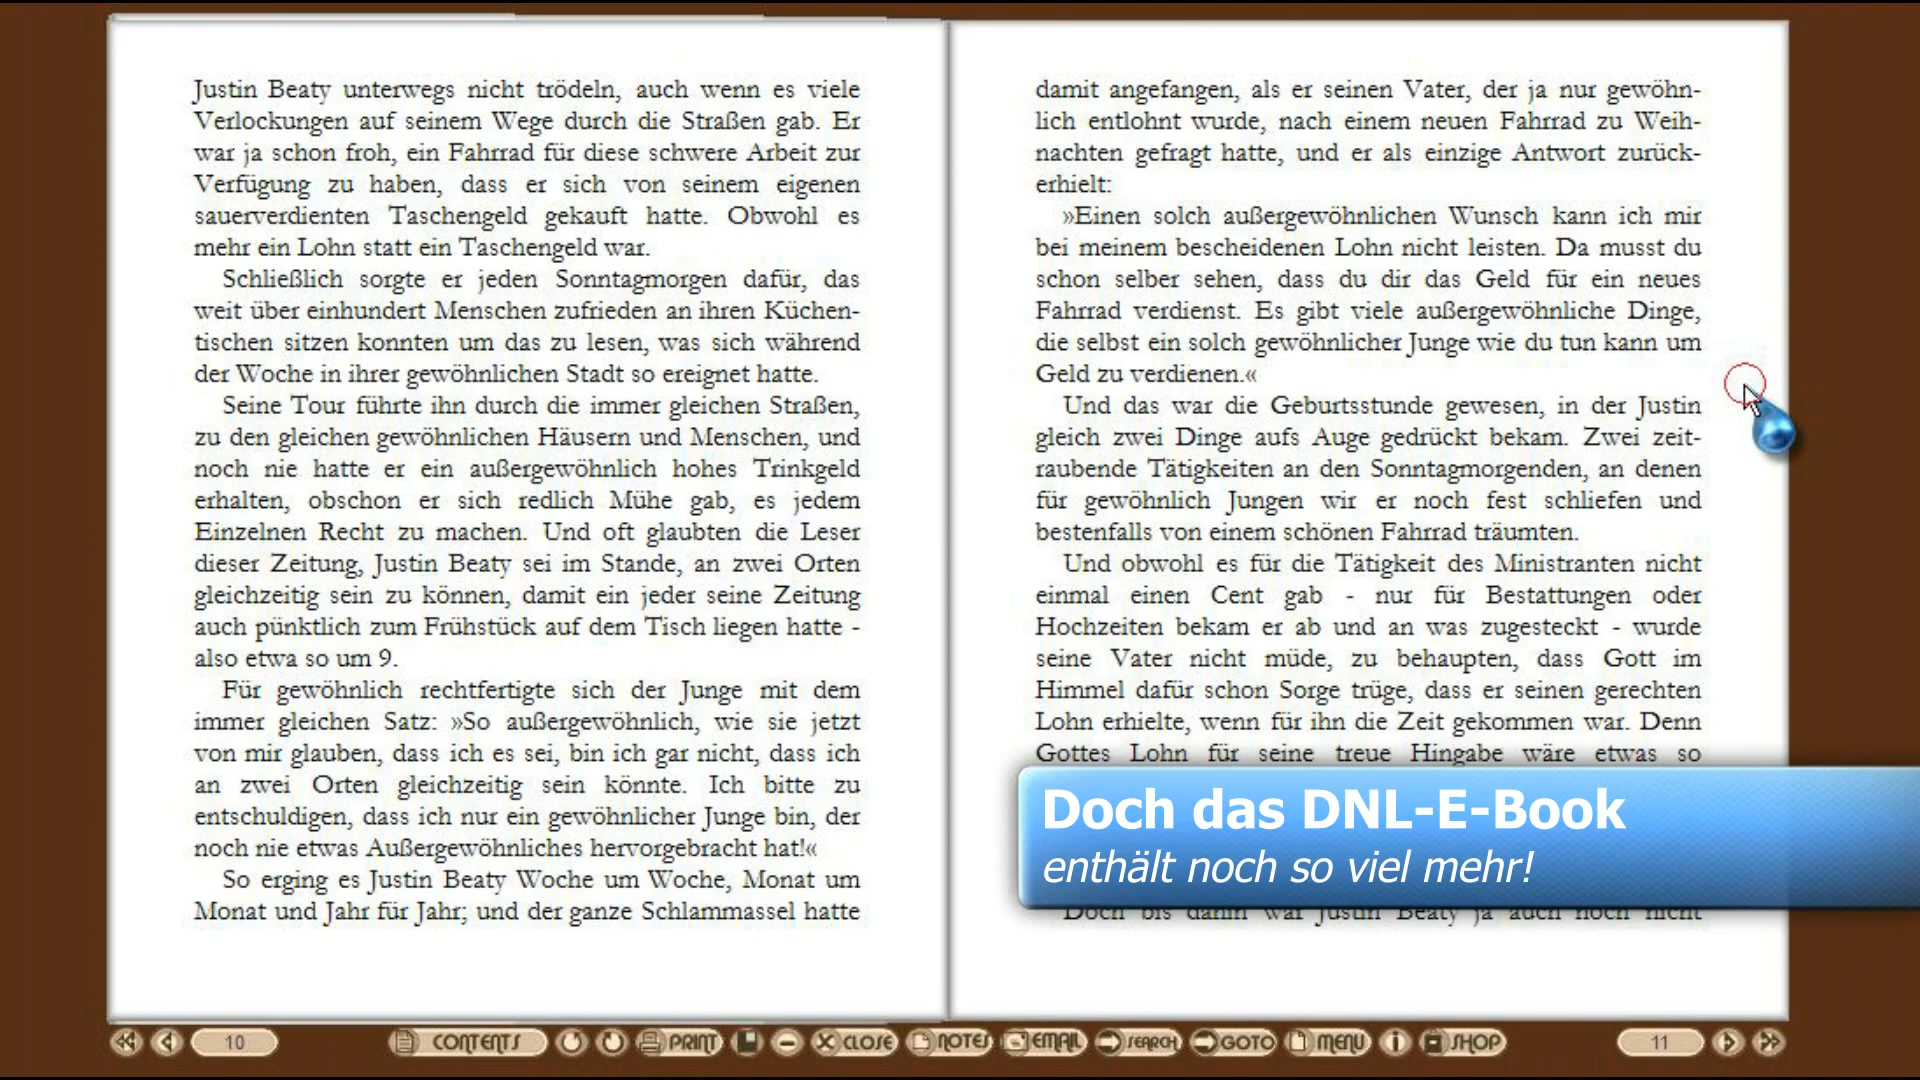 Justin Beaty unterwegs nicht trödeln, auch wenn es viele
Verlockungen auf seinem Wege durch die Straßen gab. Er
war ja schon froh, ein Fahrrad für diese schwere Arbeit zur
Verfügung zu haben, dass er sich von seinem eigenen
sauerverdienten Taschengeld gekauft hatte. Obwohl es
mehr ein Lohn statt ein Taschengeld war.
Schließlich sorgte er jeden Sonntagmorgen dafür, das
weit über einhundert Menschen zufrieden an ihren Küchen-
tischen sitzen konnten um das zu lesen, was sich während
der Woche in ihrer gewöhnlichen Stadt so ereignet hatte.
Seine Tour führte ihn durch die immer gleichen Straßen,
zu den gleichen gewöhnlichen Häusern und Menschen, und
noch nie hatte er ein außergewöhnlich hohes Trinkgeld
erhalten, obschon er sich redlich Mühe gab, es jedem
Einzelnen Recht zu machen. Und oft glaubten die Leser
dieser Zeitung, Justin Beaty sei im Stande, an zwei Orten
gleichzeitig sein zu können, damit ein jeder seine Zeitung
auch pünktlich zum Frühstück auf dem Tisch liegen hatte -
also etwa so um 9.
Für gewöhnlich rechtfertigte sich der Junge mit dem
immer gleichen Satz: »So außergewöhnlich, wie sie jetzt
von mir glauben, dass ich es sei, bin ich gar nicht, dass ich
an zwei Orten gleichzeitig sein könnte. Ich bitte zu
entschuldigen, dass ich nur ein gewöhnlicher Junge bin, der
noch nie etwas Außergewöhnliches hervorgebracht hat!«
So erging es Justin Beaty Woche um Woche, Monat um
Monat und Jahr für Jahr; und der ganze Schlammassel hatte
damit angefangen, als er seinen Vater, der ja nur gewöhn-
lich entlohnt wurde, nach einem neuen Fahrrad zu Weih-
nachten gefragt hatte, und er als einzige Antwort zurück-
erhielt:
»Einen solch außergewöhnlichen Wunsch kann ich mir
bei meinem bescheidenen Lohn nicht leisten. Da musst du
schon selber sehen, dass du dir das Geld für ein neues
Fahrrad verdienst. Es gibt viele außergewöhnliche Dinge,
die selbst ein solch gewöhnlicher Junge wie du tun kann um
Geld zu verdienen.«
Und das war die Geburtsstunde gewesen, in der Justin
gleich zwei Dinge aufs Auge gedrückt bekam. Zwei zeit-
raubende Tätigkeiten an den Sonntagmorgenden, an denen
für gewöhnlich Jungen wir er noch fest schliefen und
bestenfalls von einem schönen Fahrrad träumten.
Und obwohl es für die Tätigkeit des Ministranten nicht
einmal einen Cent gab - nur für Bestattungen oder
Hochzeiten bekam er ab und an was zugesteckt - wurde
seine Vater nicht müde, zu behaupten, dass Gott im
Himmel dafür schon Sorge trüge, dass er seinen gerechten
Lohn erhielte, wenn für ihn die Zeit gekommen war. Denn
Gottes Lohn für seine treue Hingabe wäre etwas so
Doch das DNL-E-Book
enthält noch so viel mehr!
Doch bis dahin war Justin Beaty ja auch noch nicht
10 CONTENTS PRINT CLOSE NOTES EMAIL SEARCH GOTO MENU i SHOP 11